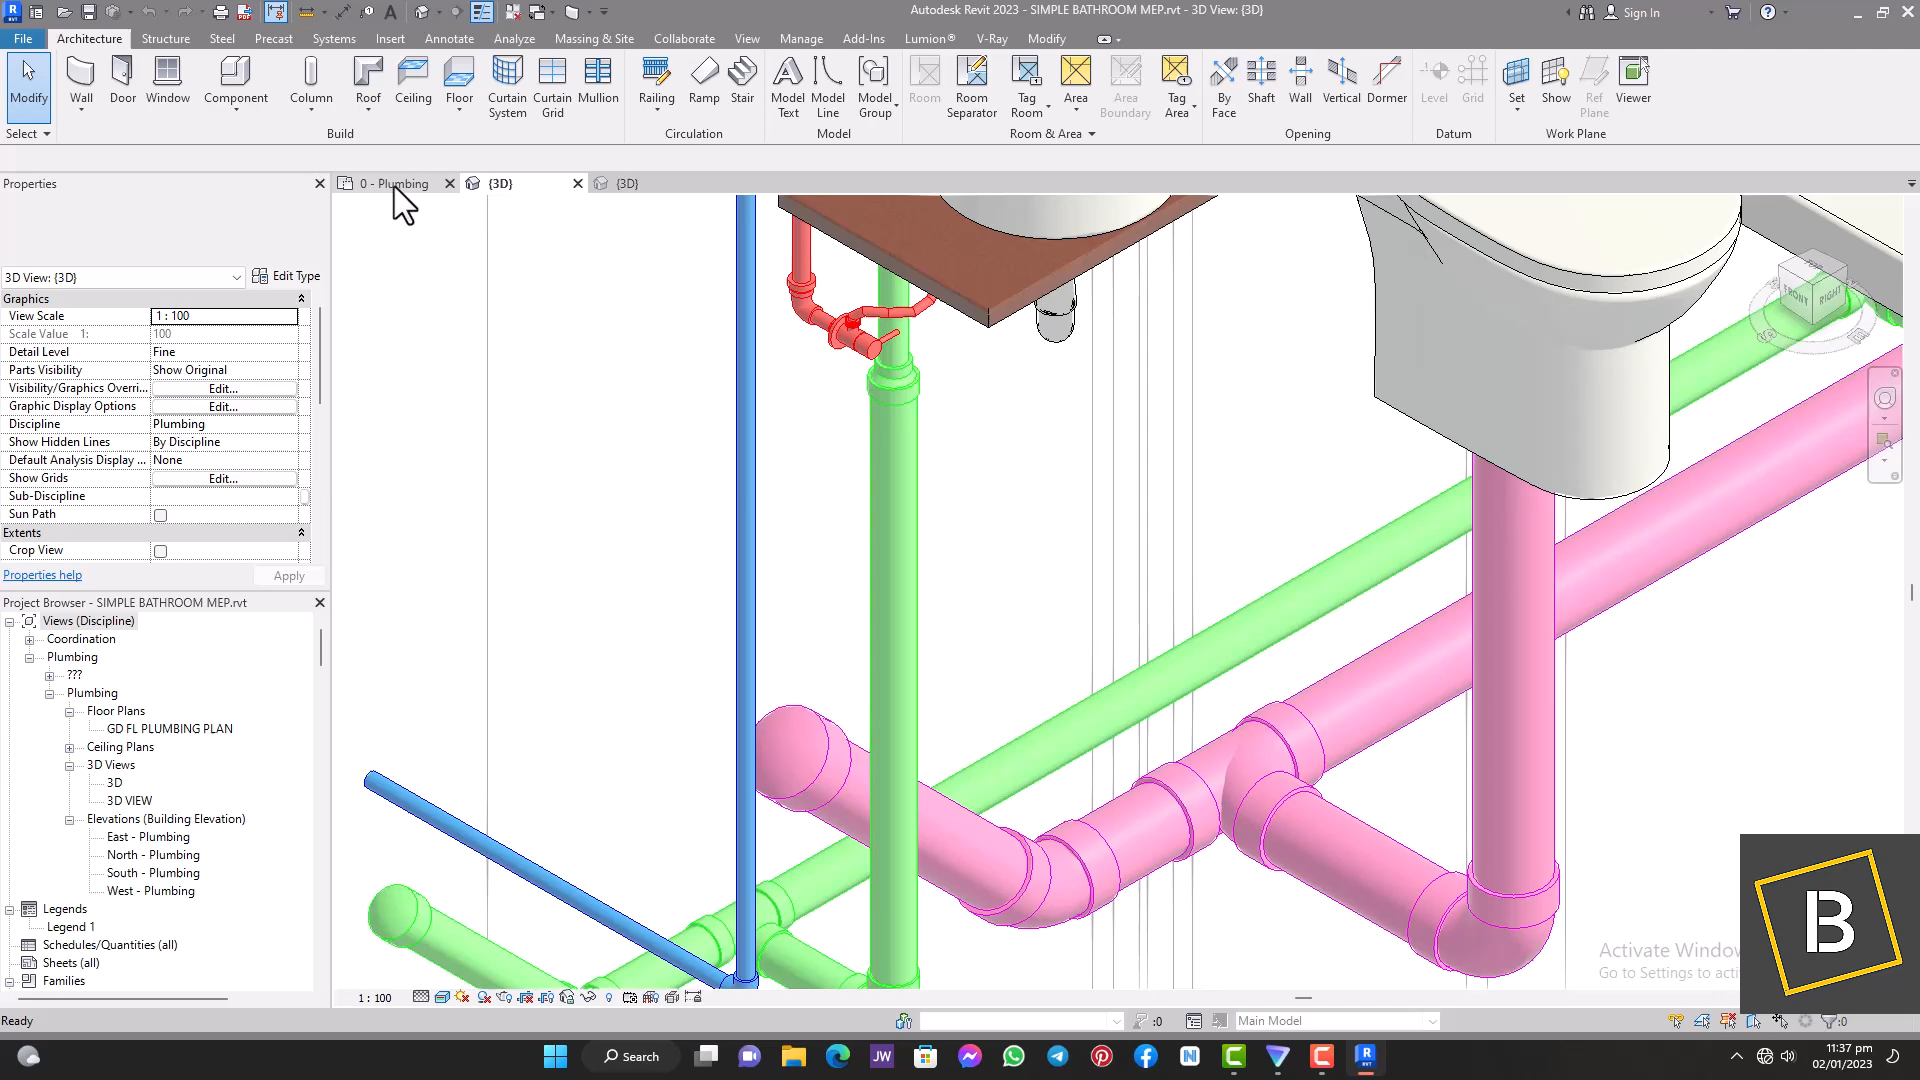 Autodesk Revit 2023 - SIMPLE BATHROOM MEP.rvt - 3D View: {3D}
Sign In
File Architecture Structure Steel Precast Systems Insert Annotate Analyze Massing & Site Collaborate View Manage Add-Ins Lumion® V-Ray Modify
Modify Wall Door Window Component Column Roof Ceiling Floor Curtain System Curtain Grid Mullion Railing Ramp Stair Model Text Model Line Model Group Room Room Separator Tag Room Area Area Boundary Tag Area By Face Shaft Wall Vertical Dormer Level Grid Set Show Ref Plane Viewer
Select Build Circulation Model Room & Area Opening Datum Work Plane
Properties
0 - Plumbing {3D} {3D}
3D View: {3D} Edit Type
Graphics
View Scale 1 : 100
Scale Value 1: 100
Detail Level Fine
Parts Visibility Show Original
Visibility/Graphics Overri... Edit...
Graphic Display Options Edit...
Discipline Plumbing
Show Hidden Lines By Discipline
Default Analysis Display ... None
Show Grids Edit...
Sub-Discipline
Sun Path
Extents
Crop View
Properties help Apply
Project Browser - SIMPLE BATHROOM MEP.rvt
Views (Discipline)
Coordination
Plumbing
???
Plumbing
Floor Plans
GD FL PLUMBING PLAN
Ceiling Plans
3D Views
3D
3D VIEW
Elevations (Building Elevation)
East - Plumbing
North - Plumbing
South - Plumbing
West - Plumbing
Legends
Legend 1
Schedules/Quantities (all)
Sheets (all)
Families
FRONT RIGHT
Activate Window
Go to Settings to acti
B
1 : 100
Ready :0 Main Model :0
Search JW
11:37 pm
02/01/2023